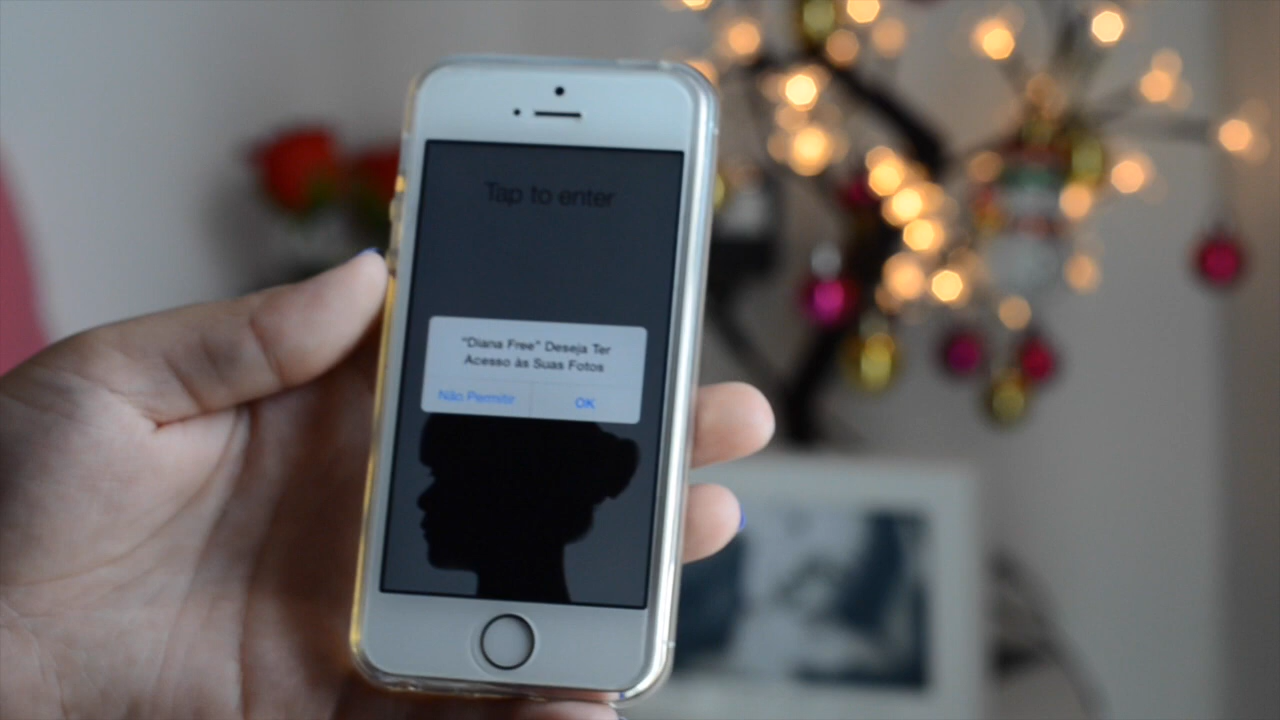 Tap to enter
"Diana Free" Deseja Ter
Acesso às Suas Fotos
Não Permitir
OK